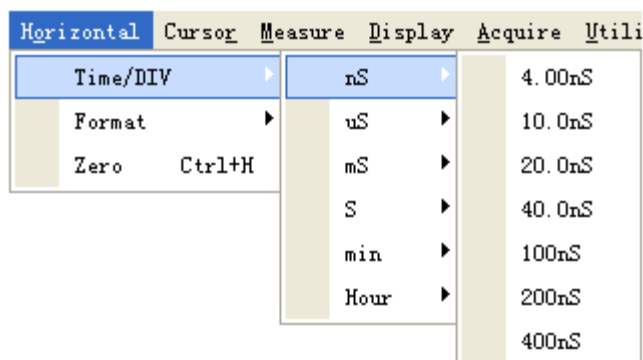 Horizontal Cursor Measure Display Acquire Utili
Time/DIV nS 4.00nS
Format uS 10.0nS
Zero Ctrl+H mS 20.0nS
S 40.0nS
min 100nS
Hour 200nS
400nS